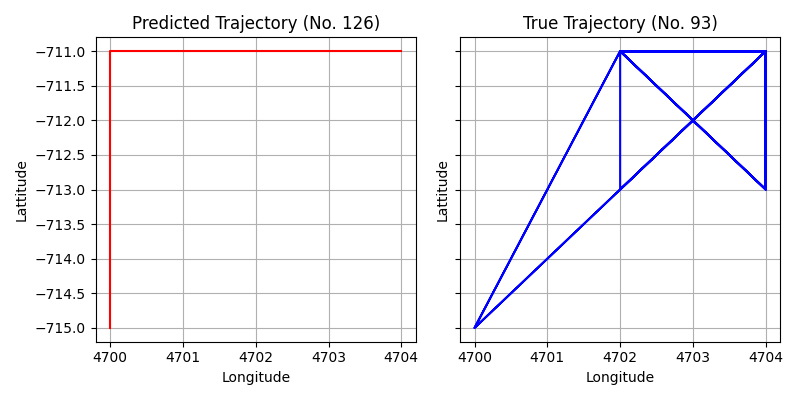 Predicted Trajectory (No. 126)
True Trajectory (No. 93)
Lattitude
−711.0
−711.5
−712.0
−712.5
−713.0
−713.5
−714.0
−714.5
−715.0
4700 4701 4702 4703 4704
Longitude
Lattitude
4700 4701 4702 4703 4704
Longitude